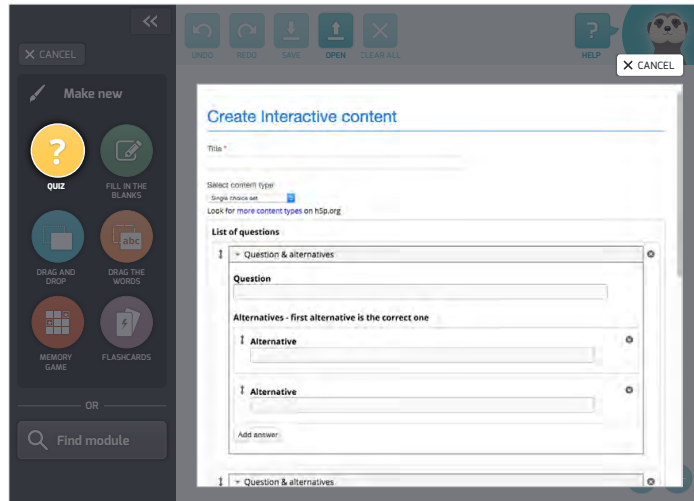 CANCEL
UNDO
REDO
SAVE
OPEN
CLEAR ALL
HELP
CANCEL
Make new
?
QUIZ
FILL IN THE
BLANKS
abc
DRAG AND
DROP
DRAG THE
WORDS
MEMORY
GAME
FLASHCARDS
OR
Find module
Create Interactive content
Title *
Select content type
Single choice set
Look for more content types on h5p.org
List of questions
Question & alternatives
Question
Alternatives - first alternative is the correct one
Alternative
Alternative
Add answer
Question & alternatives